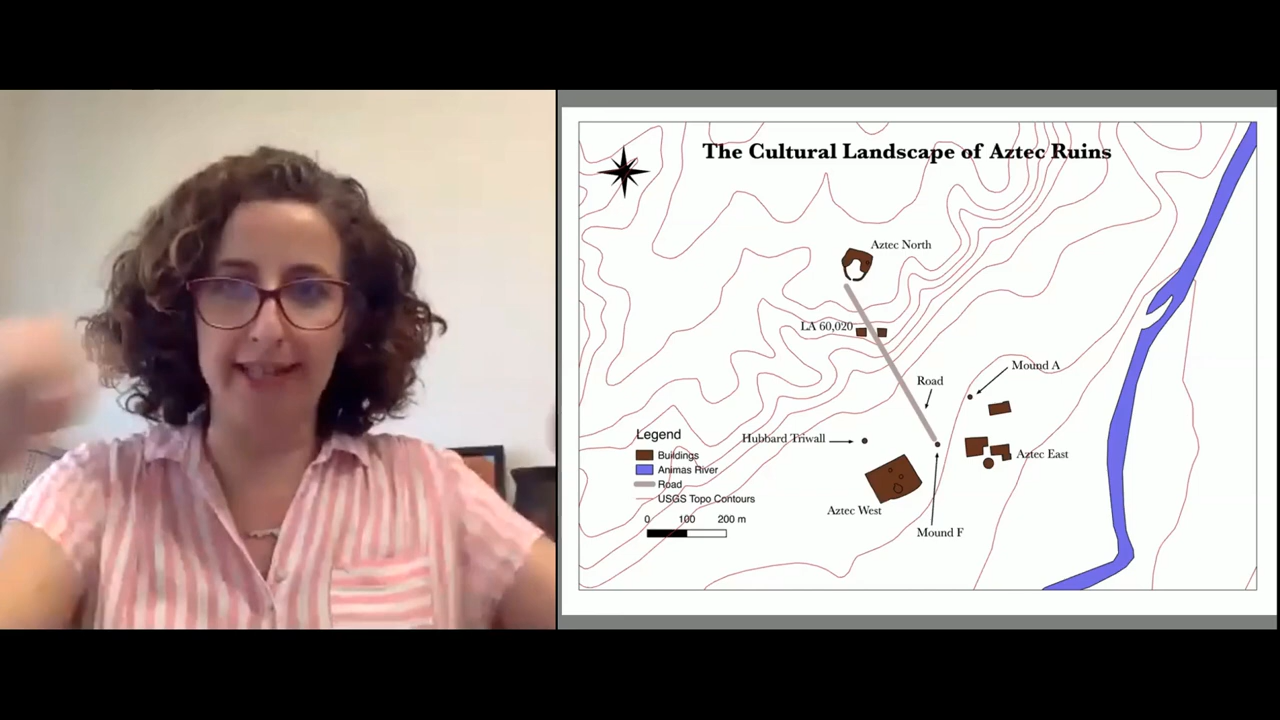 The Cultural Landscape of Aztec Ruins
Aztec North
LA 60,020
Mound A
Road
Hubbard Triwall
Aztec East
Aztec West
Mound F
Legend
Buildings
Animas River
Road
USGS Topo Contours
0 100 200 m